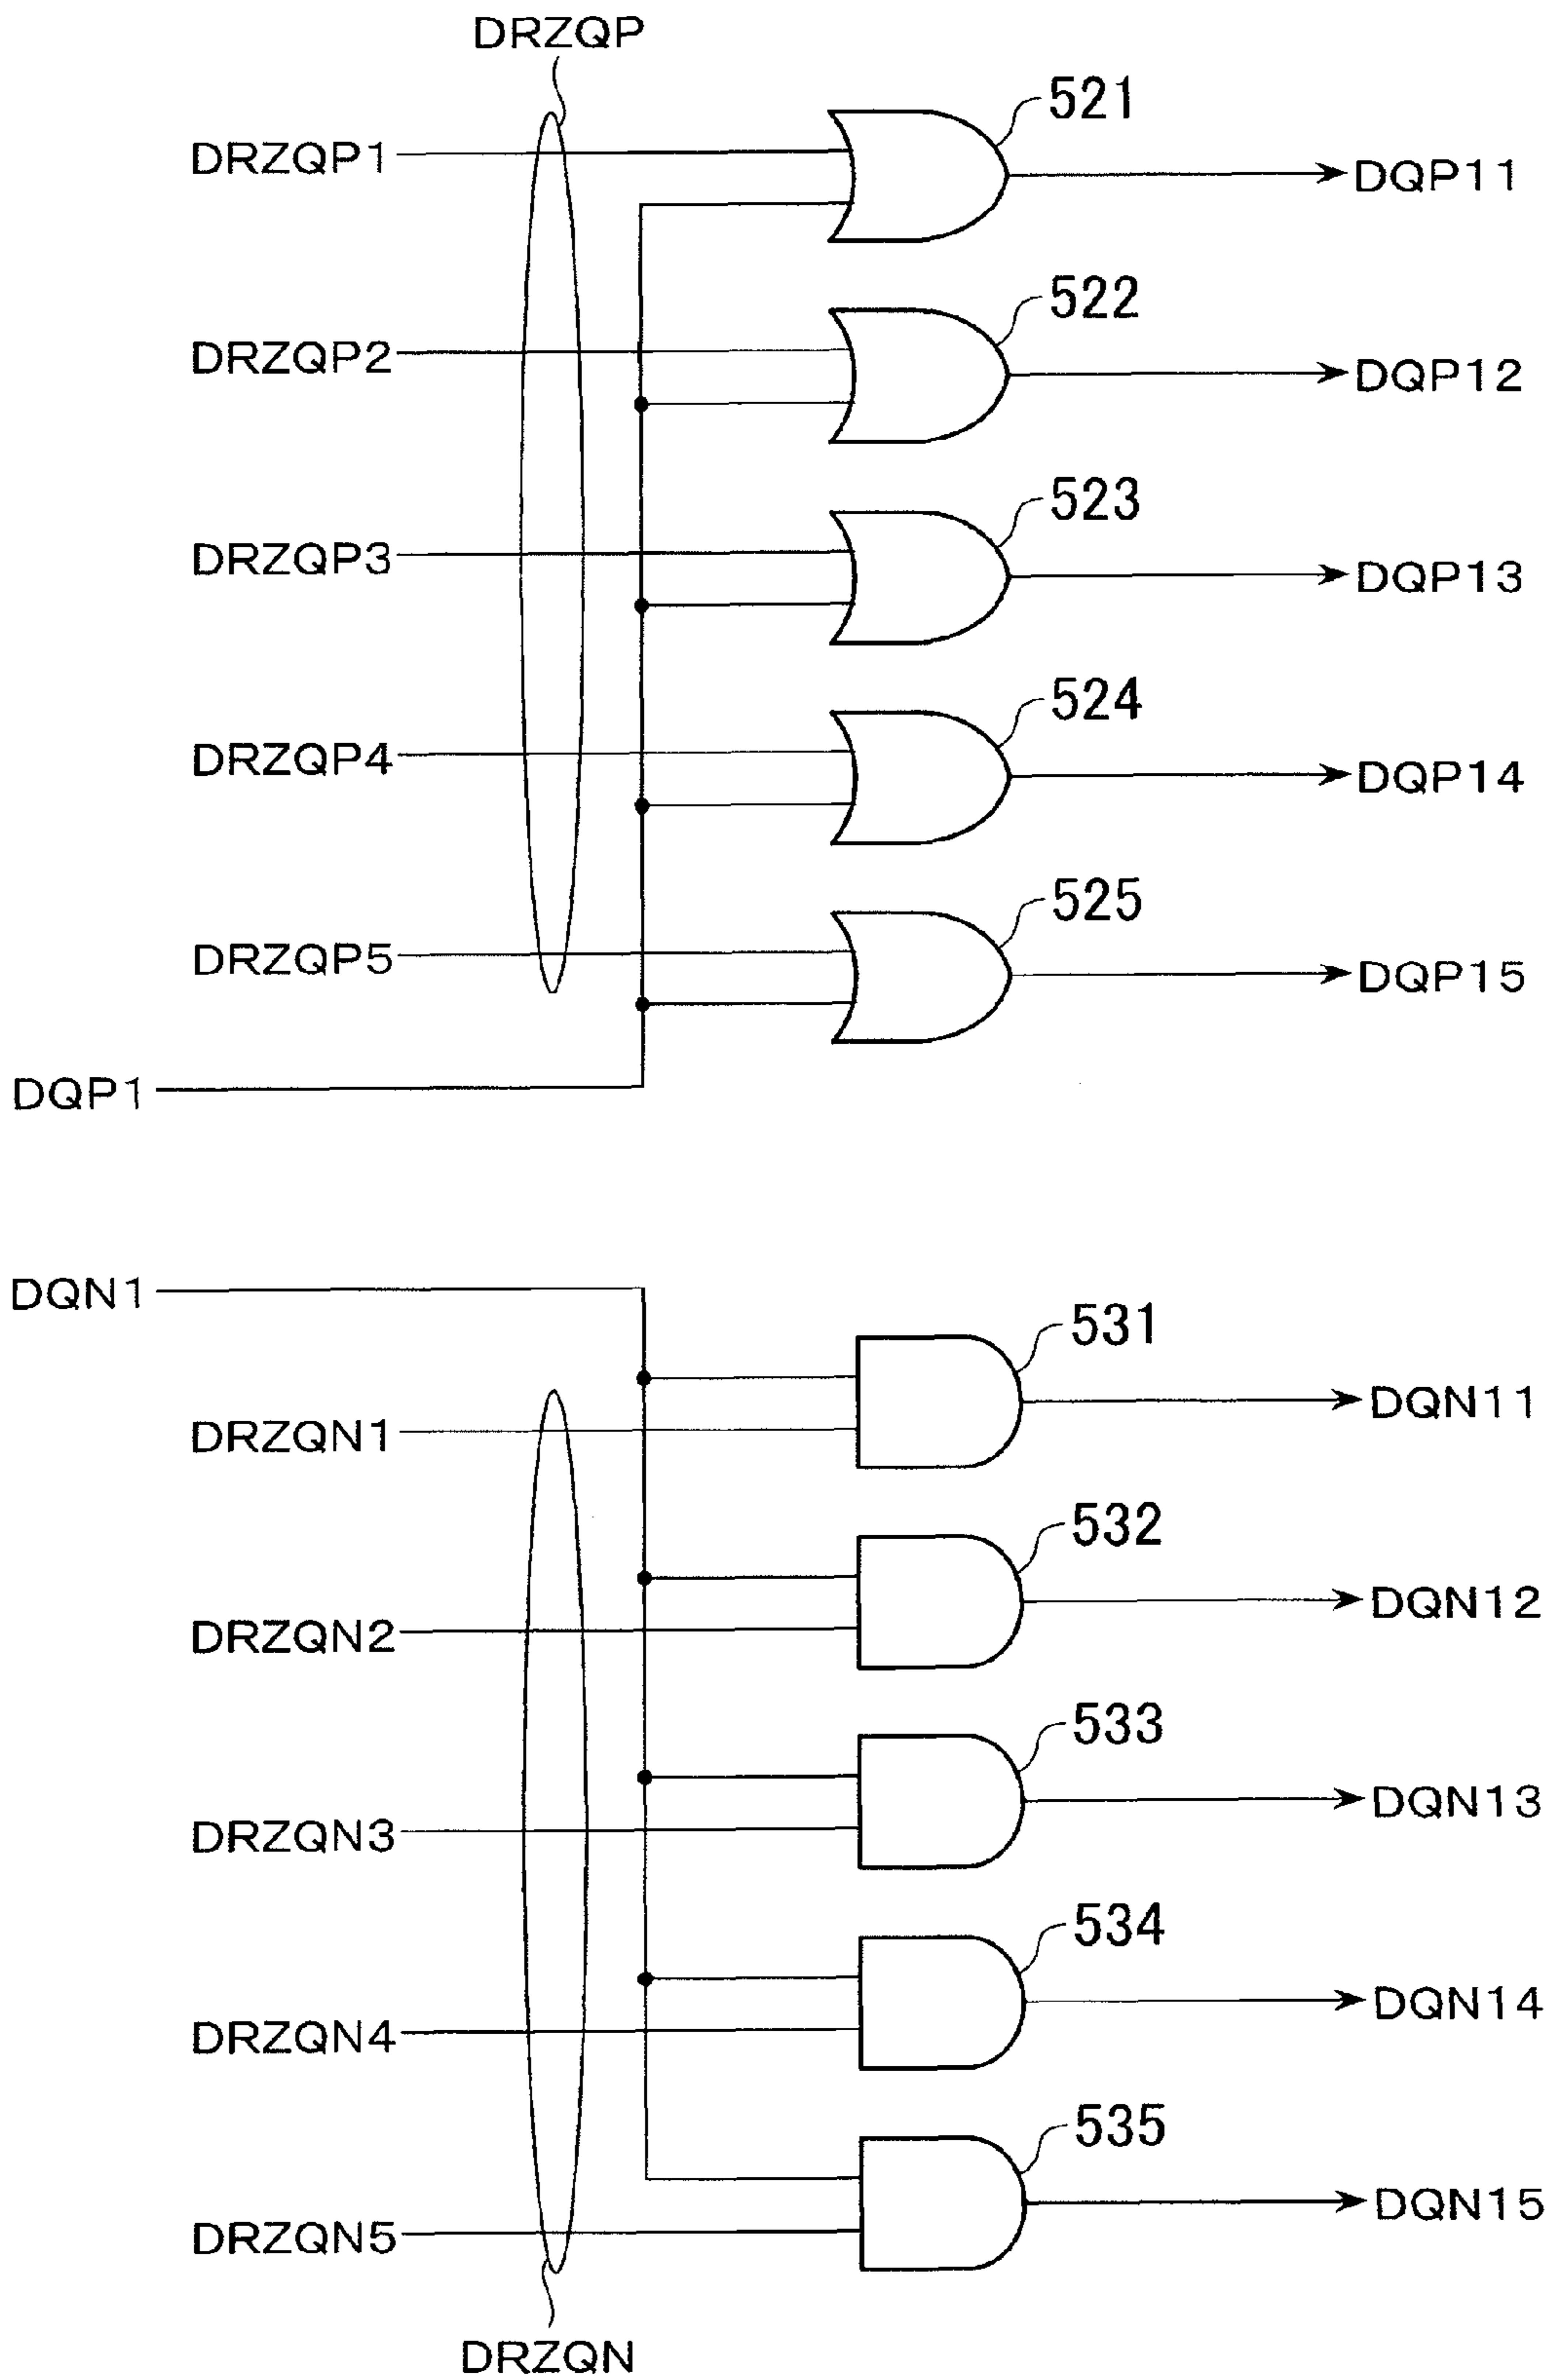 DRZQP
521
DRZQP1
DQP11
522
DRZQP2
DQP12
523
DRZQP3
DQP13
524
DRZQP4
DQP14
525
DRZQP5
DQP15
DQP1
DQN1
531
DRZQN1
DQN11
532
DRZQN2
DQN12
533
DRZQN3
DQN13
534
DRZQN4
DQN14
535
DRZQN5
DQN15
DRZQN